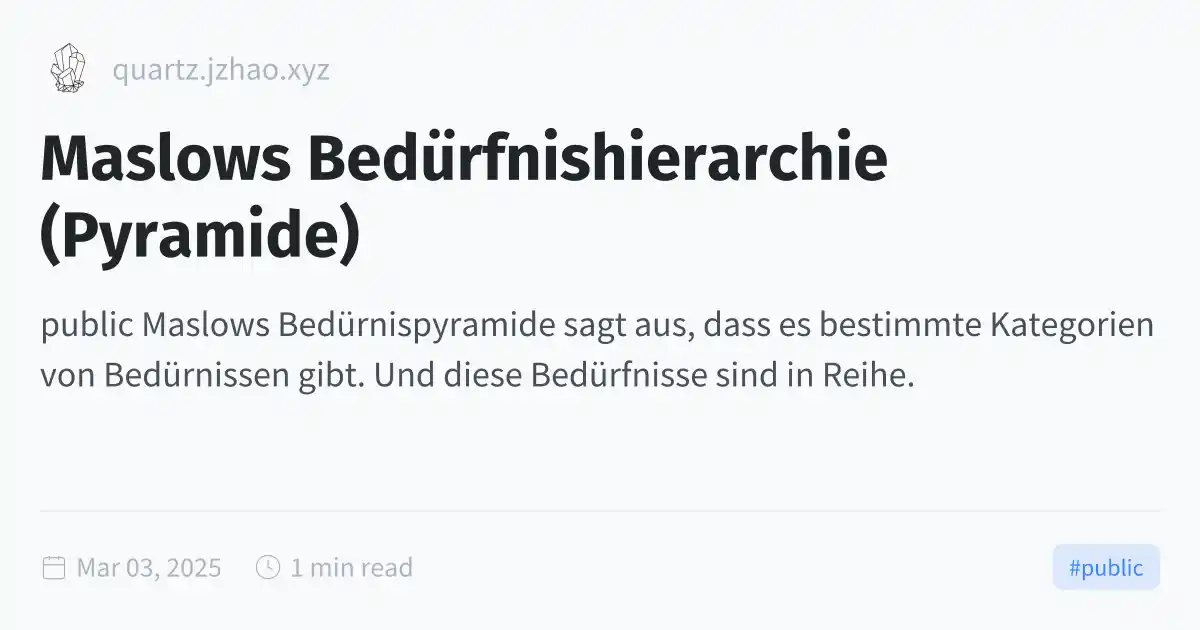 quartz.jzhao.xyz
Maslows Bedürfnishierarchie
(Pyramide)
public Maslows Bedürnispyramide sagt aus, dass es bestimmte Kategorien
von Bedürnissen gibt. Und diese Bedürfnisse sind in Reihe.
Mar 03, 2025 1 min read #public